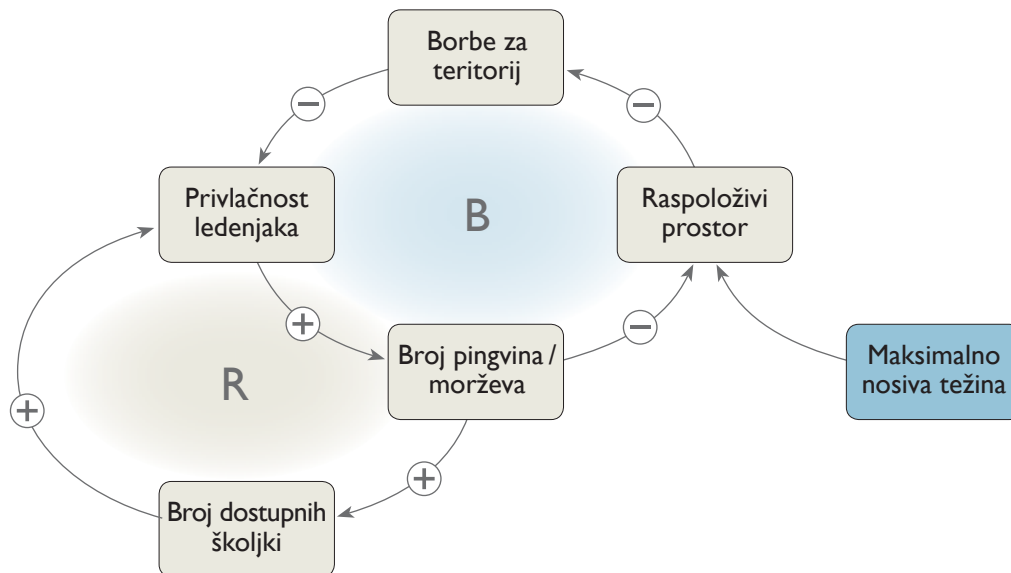 Borbe za
teritorij
−
−
Privlačnost
ledenjaka
B
Raspoloživi
prostor
+
−
Broj pingvina /
morževa
Maksimalno
nosiva težina
R
+
+
Broj dostupnih
školjki